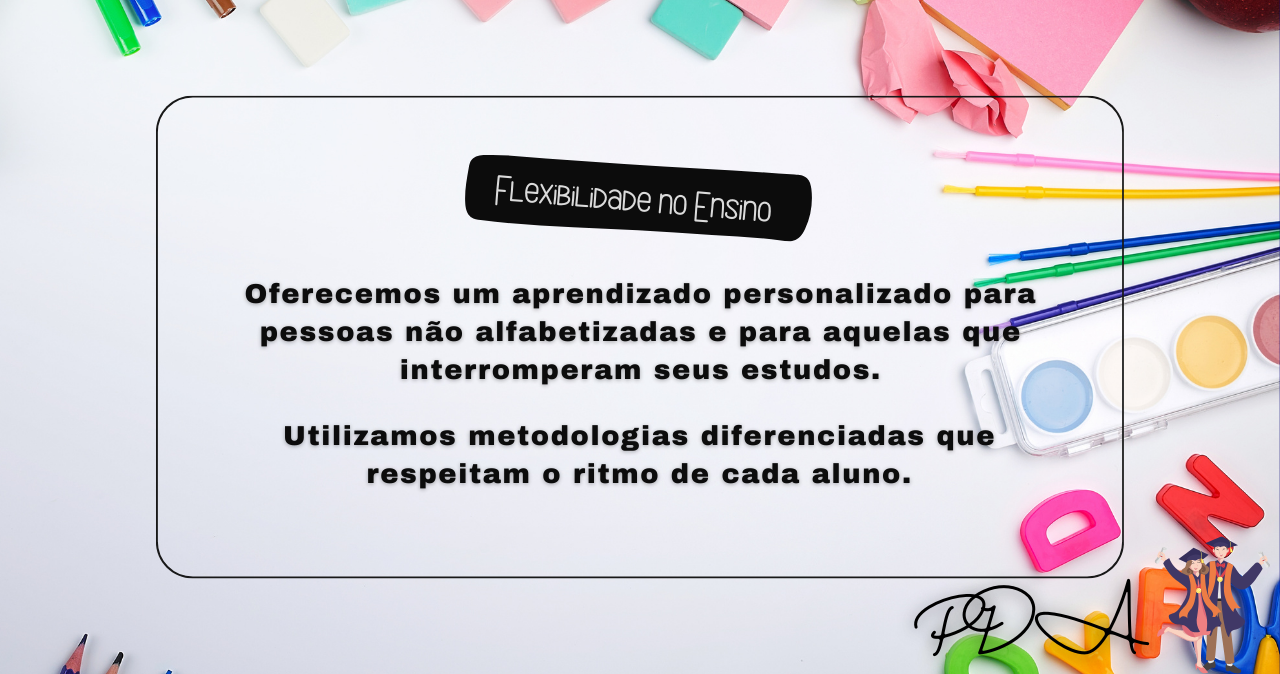 Flexibilidade no Ensino
Oferecemos um aprendizado personalizado para
pessoas não alfabetizadas e para aquelas que
interromperam seus estudos.
Utilizamos metodologias diferenciadas que
respeitam o ritmo de cada aluno.
D
N
F